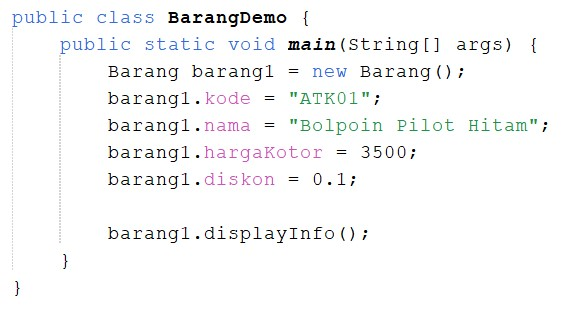 public class BarangDemo {
    public static void main(String[] args) {
        Barang barang1 = new Barang();
        barang1.kode = "ATK01";
        barang1.nama = "Bolpoin Pilot Hitam";
        barang1.hargaKotor = 3500;
        barang1.diskon = 0.1;

        barang1.displayInfo();
    }
}